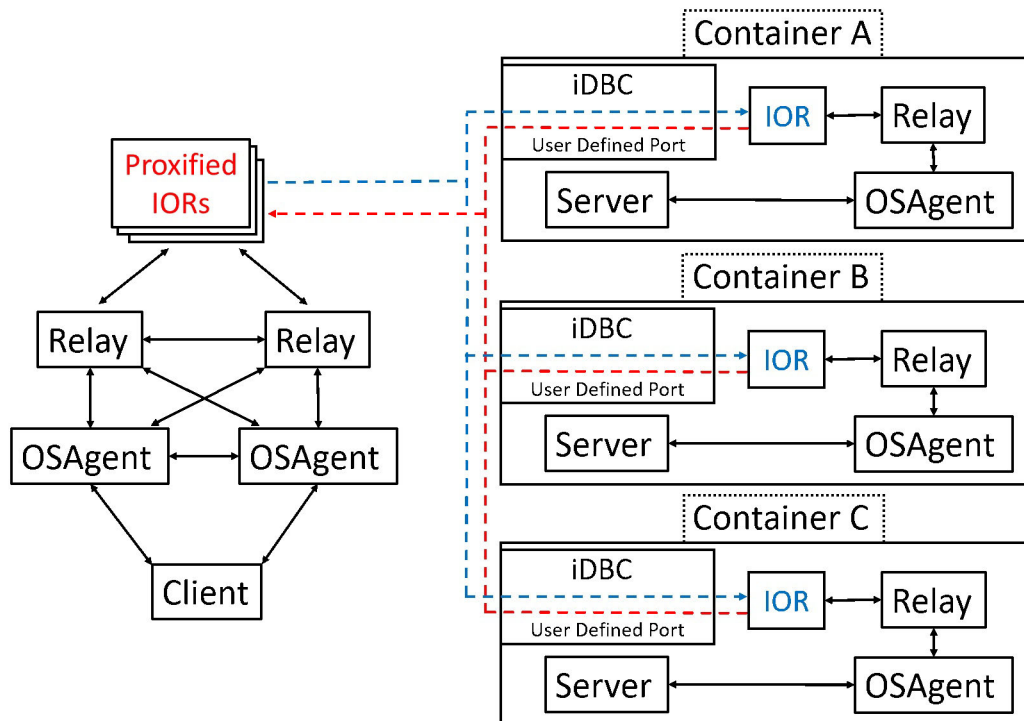 Proxified
IORs
Relay
Relay
OSAgent
OSAgent
Client
Container A
iDBC
User Defined Port
IOR
Relay
Server
OSAgent
Container B
iDBC
User Defined Port
IOR
Relay
Server
OSAgent
Container C
iDBC
User Defined Port
IOR
Relay
Server
OSAgent